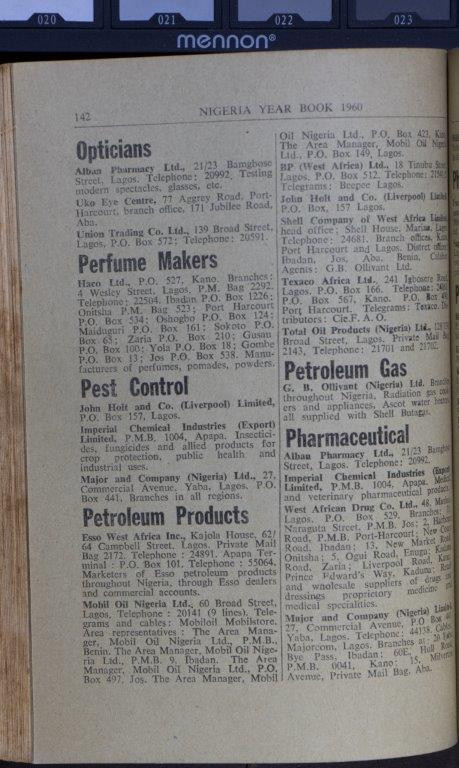 020
021
022
023
mennon®
142
NIGERIA YEAR BOOK 1960
Opticians
Alban Pharmacy Ltd., 21/23 Bamgbose
Street, Lagos. Telephone: 20992. Testing
modern spectacles, glasses, etc.
Uko Eye Centre, 77 Aggrey Road, Port-
Harcourt, branch office, 171 Jubilee Road,
Aba.
Union Trading Co. Ltd., 139 Broad Street,
Lagos, P.O. Box 572; Telephone: 20591.
Perfume Makers
Haco Ltd., P.O. 527, Kano. Branches:
4 Wesley Street, Lagos, P.M. Bag 2292.
Telephone: 22504, Ibadan P.O. Box 1226;
Onitsha P.M. Bag 523; Port Harcourt
P.O. Box 534; Oshogbo P.O. Box 124;
Maiduguri P.O. Box 161; Sokoto P.O.
Box 63; Zaria P.O. Box 210; Gusau
P.O. Box 100; Yola P.O. Box 18; Gombe
P.O. Box 13; Jos P.O. Box 538. Manu-
facturers of perfumes, pomades, powders.
Pest Control
John Holt and Co. (Liverpool) Limited,
P.O. Box 157, Lagos.
Imperial Chemical Industries (Export)
Limited, P.M.B. 1004, Apapa. Insectici-
des, fungicides and allied products for
crop protection, public health and
industrial uses.
Major and Company (Nigeria) Ltd., 27,
Commercial Avenue, Yaba, Lagos. P.O.
Box 441, Branches in all regions.
Petroleum Products
Esso West Africa Inc., Kajola House, 62/
64 Campbell Street, Lagos. Private Mail
Bag 2172. Telephone: 24891. Apapa Ter-
minal: P.O. Box 101. Telephone: 55064.
Marketers of Esso petroleum products
throughout Nigeria, through Esso dealers
and commercial accounts.
Mobil Oil Nigeria Ltd., 60 Broad Street,
Lagos. Telephone: 20141 (9 lines). Tele-
grams and cables: Mobiloil Mobilstore.
Area representatives: The Area Mana-
ger, Mobil Oil Nigeria Ltd., P.M.B.,
Benin. The Area Manager, Mobil Oil Nige-
ria Ltd., P.M.B. 9, Ibadan. The Area
Manager, Mobil Oil Nigeria Ltd., P.O.
Box 497, Jos. The Area Manager, Mobil
Oil Nigeria Ltd., P.O. Box 423,
The Area Manager, Mobil Oil
Ltd., P.O. Box 149, Lagos.
BP (West Africa) Ltd., 18 Tinubu
Lagos. P.O. Box 512. Telephone:
Telegrams: Beepee Lagos.
John Holt and Co. (Liverpool)
P.O. Box, 157 Lagos.
Shell Company of West Africa
head office; Shell House, Marina,
Telephone: 24681. Branch offices,
Port Harcourt and Lagos. District
Ibadan, Jos, Aba, Benin,
Agents: G.B. Ollivant Ltd.
Texaco Africa Ltd., 241 Igbosere
Lagos, P.O. Box 166. Telephone:
P.O. Box 567, Kano. P.O. Box
Port Harcourt. Telegrams: Texaco.
tributors: Cie.F.A.O.
Total Oil Products (Nigeria) Ltd.,
Broad Street, Lagos. Private Mail
2143, Telephone: 21701 and 21702.
Petroleum Gas
G. B. Ollivant (Nigeria) Ltd.
throughout Nigeria, Radiation gas
ers and appliances, Ascot water
all supplied with Shell Butagas.
Pharmaceutical
Alban Pharmacy Ltd., 21/23
Street, Lagos. Telephone: 20992.
Imperial Chemical Industries
Limited, P.M.B. 1004, Apapa.
and veterinary pharmaceutical
West African Drug Co. Ltd., 48,
Lagos. P.O. Box 529. Branches:
Naraguta Street, P.M.B. Jos; 2,
Road, P.M.B. Port-Harcourt; New
Road, Ibadan; 13, New Market
Onitsha; 5, Ogui Road, Enugu;
Road, Zaria; Liverpool Road,
Prince Edward's Way, Kaduna;
and wholesale suppliers of drugs
dressings proprietory medicine
medical specialities.
Major and Company (Nigeria)
27, Commercial Avenue, P.O
Yaba, Lagos. Telephone: 44138.
Majorcom, Lagos. Branches at:
Bye Pass, Ibadan: 60E, Hull
P.M.B. 0041, Kano: 15,
Avenue, Private Mail Bag, Aba.